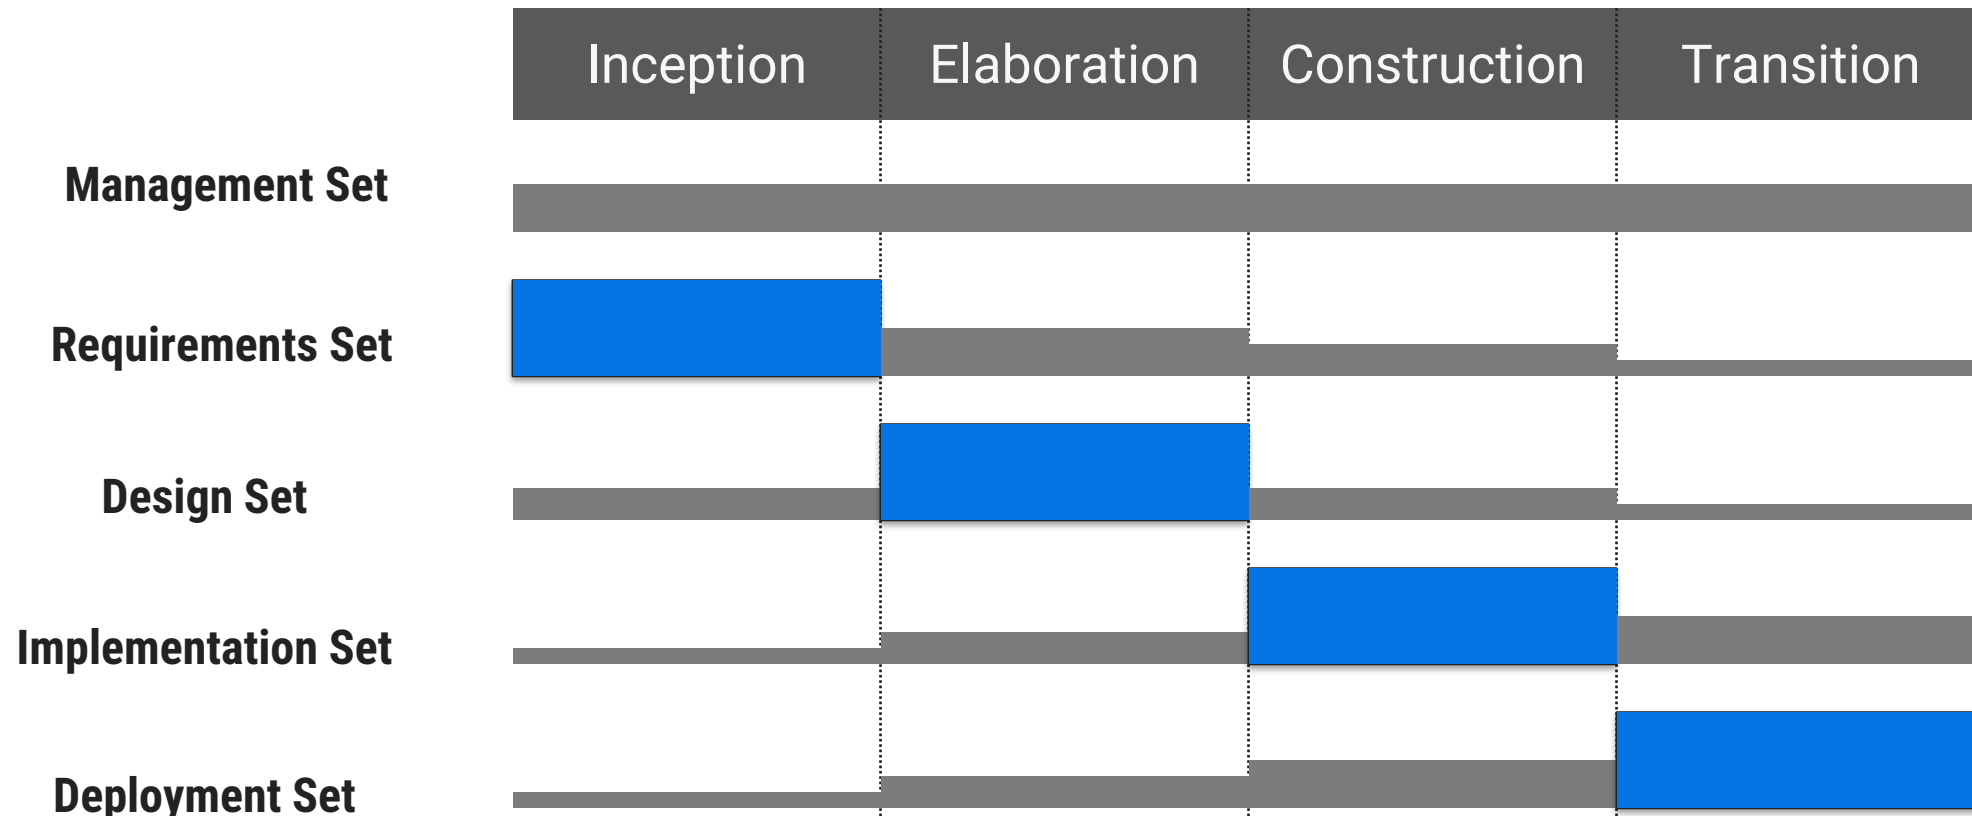 Inception Elaboration Construction Transition
Management Set
Requirements Set
Design Set
Implementation Set
Deployment Set